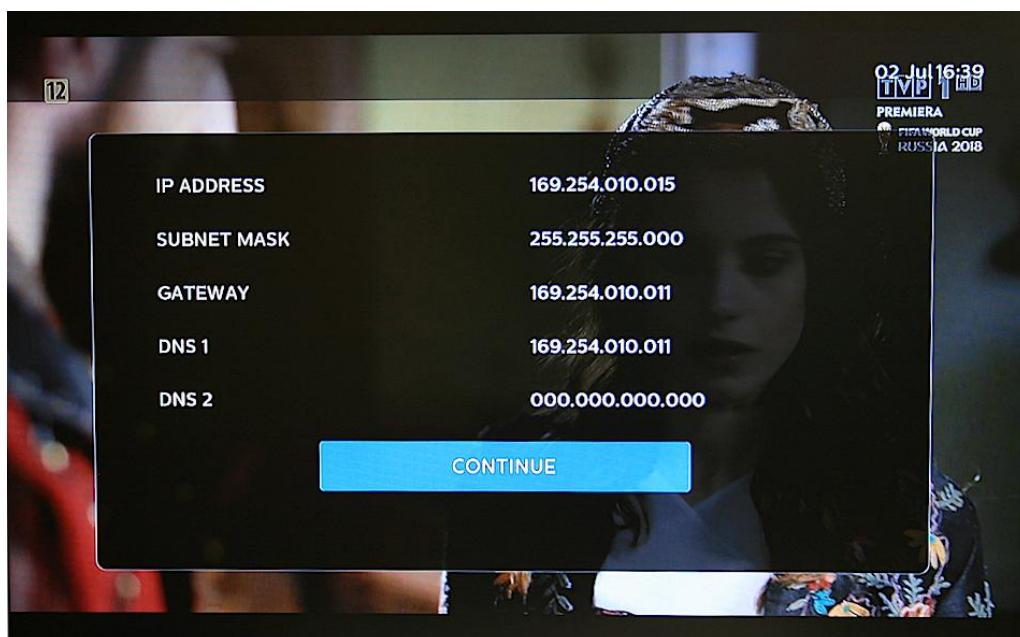 12
02 Jul 16:39
TVP 1 HD
PREMIERA
FIFA WORLD CUP
RUSSIA 2018
IP ADDRESS 169.254.010.015
SUBNET MASK 255.255.255.000
GATEWAY 169.254.010.011
DNS 1 169.254.010.011
DNS 2 000.000.000.000
CONTINUE